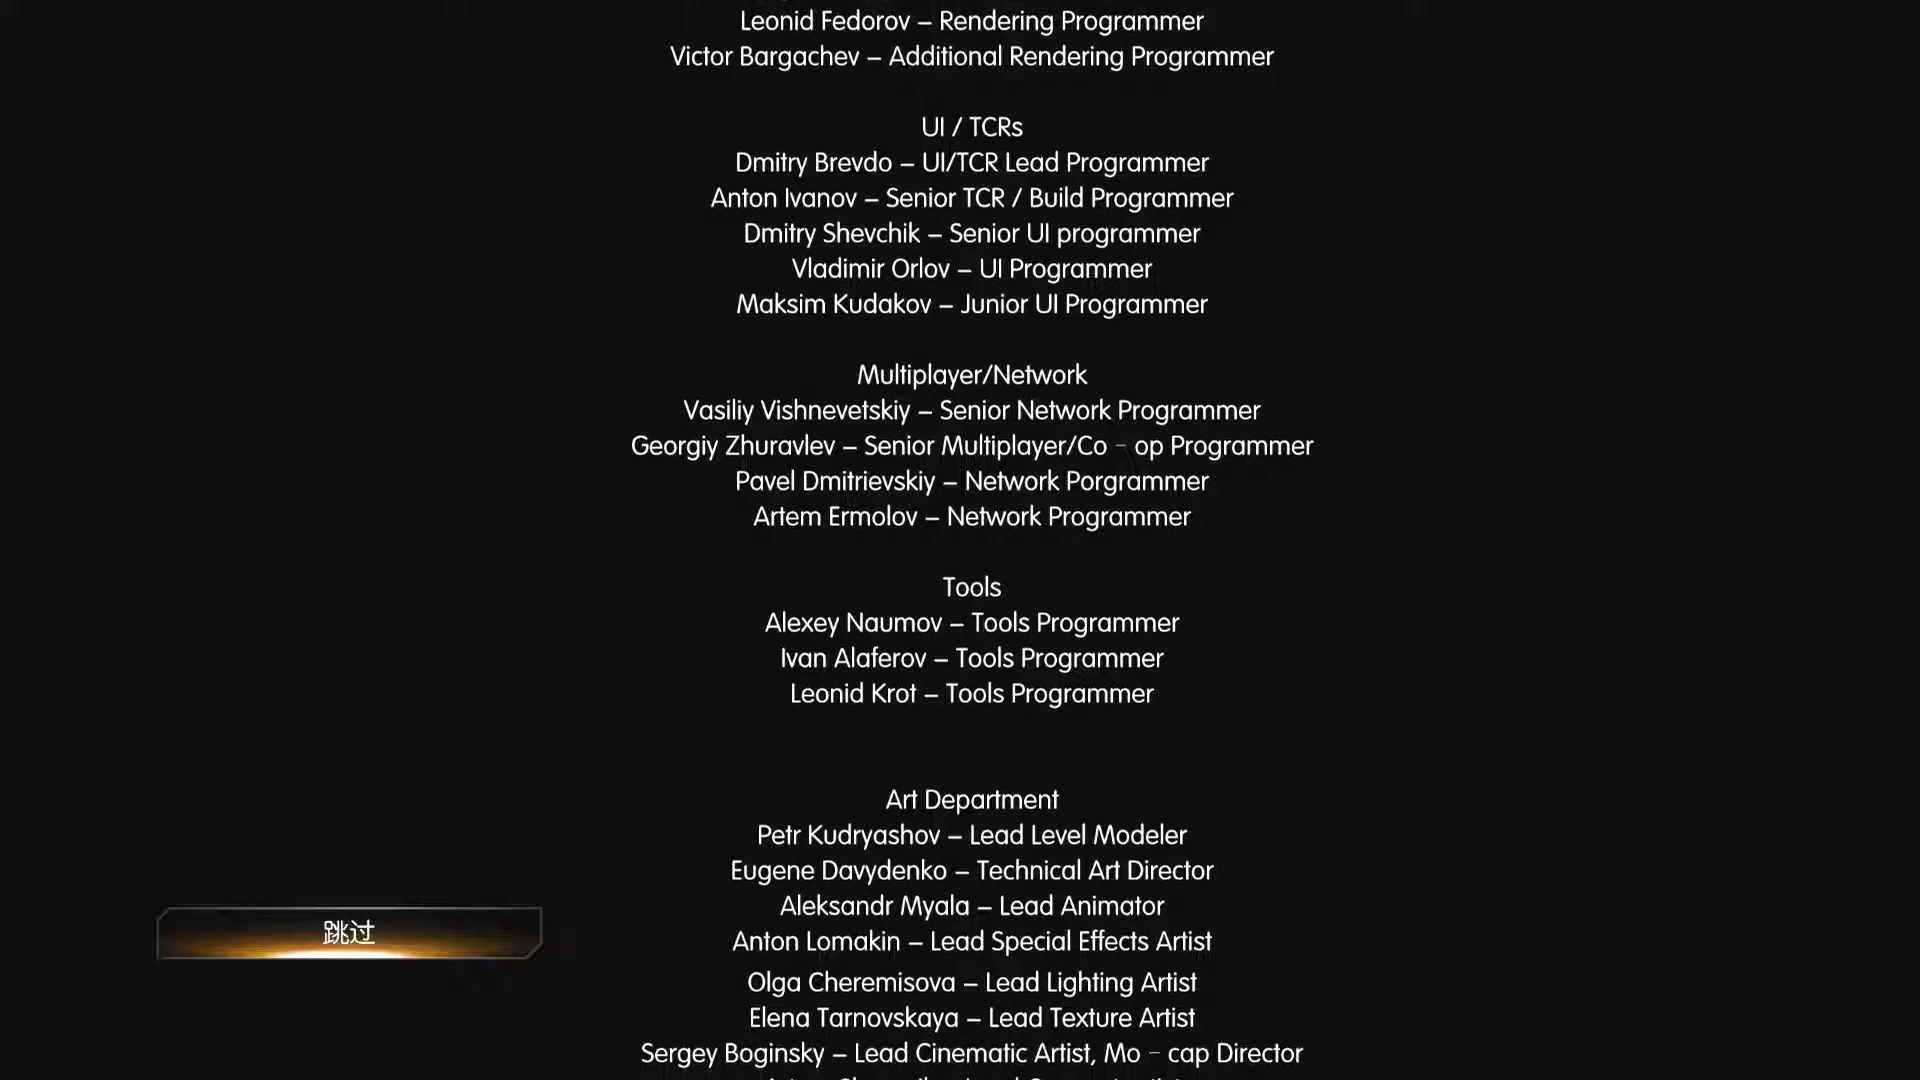 Leonid Fedorov – Rendering Programmer
Victor Bargachev – Additional Rendering Programmer
UI / TCRs
Dmitry Brevdo – UI/TCR Lead Programmer
Anton Ivanov – Senior TCR / Build Programmer
Dmitry Shevchik – Senior UI programmer
Vladimir Orlov – UI Programmer
Maksim Kudakov – Junior UI Programmer
Multiplayer/Network
Vasiliy Vishnevetskiy – Senior Network Programmer
Georgiy Zhuravlev – Senior Multiplayer/Co - op Programmer
Pavel Dmitrievskiy – Network Porgrammer
Artem Ermolov – Network Programmer
Tools
Alexey Naumov – Tools Programmer
Ivan Alaferov – Tools Programmer
Leonid Krot – Tools Programmer
Art Department
Petr Kudryashov – Lead Level Modeler
Eugene Davydenko – Technical Art Director
Aleksandr Myala – Lead Animator
跳过
Anton Lomakin – Lead Special Effects Artist
Olga Cheremisova – Lead Lighting Artist
Elena Tarnovskaya – Lead Texture Artist
Sergey Boginsky – Lead Cinematic Artist, Mo - cap Director